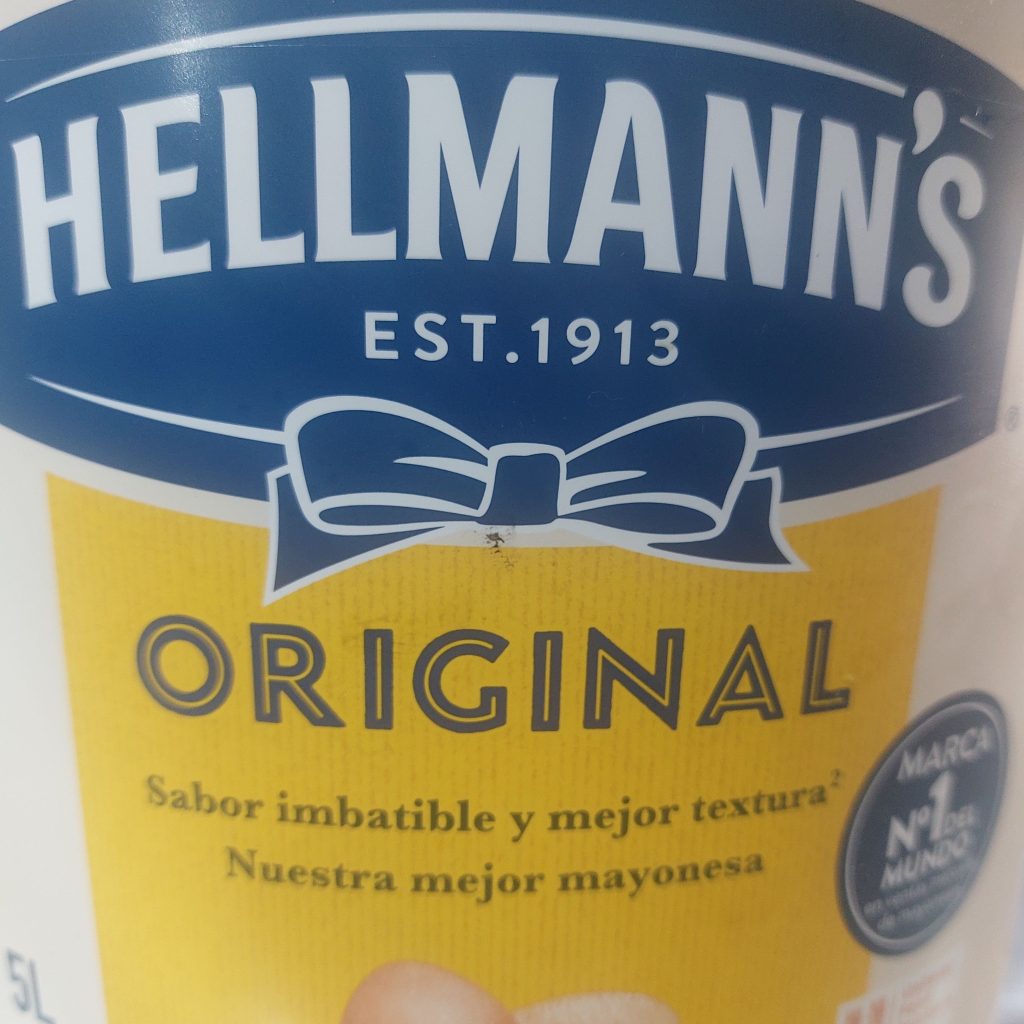 HELLMANN'S
EST.1913
®
ORIGINAL
Sabor imbatible y mejor textura²
Nuestra mejor mayonesa
MARCA
Nº1 DEL
MUNDO
5L